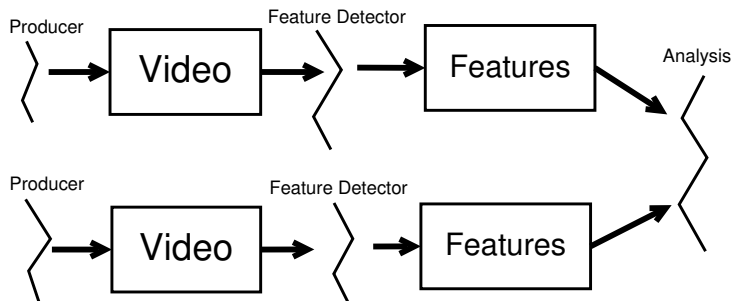 Producer
Video
Feature Detector
Features
Analysis
Producer
Video
Feature Detector
Features